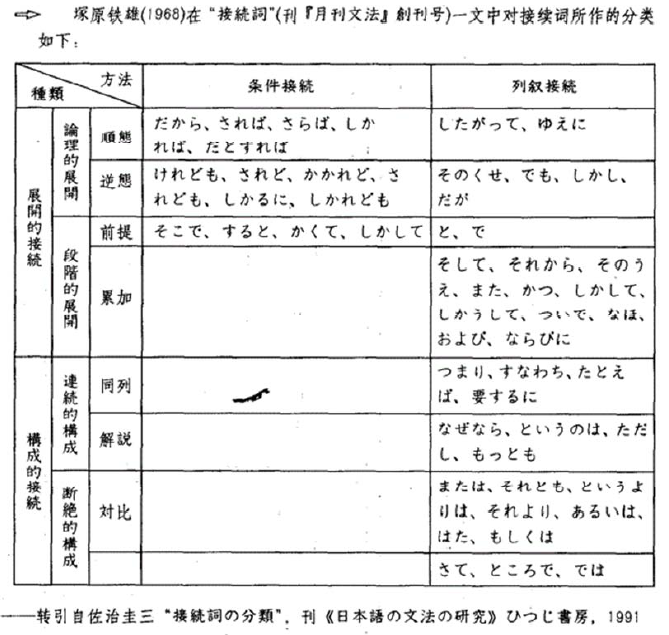 ⇨ 塚原铁雄(1968)在“接続詞”(刊『月刊文法』創刊号)一文中对接续词所作的分类
如下：
方法
種類
条件接続
列叙接続
展開的接続
論理的展開
順態
だから、されば、さらば、しか
れば、だとすれば
したがって、ゆえに
逆態
けれども、されど、かかれど、さ
れども、しかるに、しかれども
そのくせ、でも、しかし、
だが
段階的展開
前提
そこで、すると、かくて、しかして
と、で
累加
そして、それから、そのう
え、また、かつ、しかして、
しかうして、ついで、なほ、
および、ならびに
構成的接続
連続的構成
同列
つまり、すなわち、たとえ
ば、要するに
解説
なぜなら、というのは、ただ
し、もっとも
断絶的構成
対比
または、それとも、というよ
りは、それより、あるいは、
はた、もしくは
さて、ところで、では
——转引自佐治圭三“接続詞の分類”，刊《日本語の文法の研究》ひつじ書房，1991